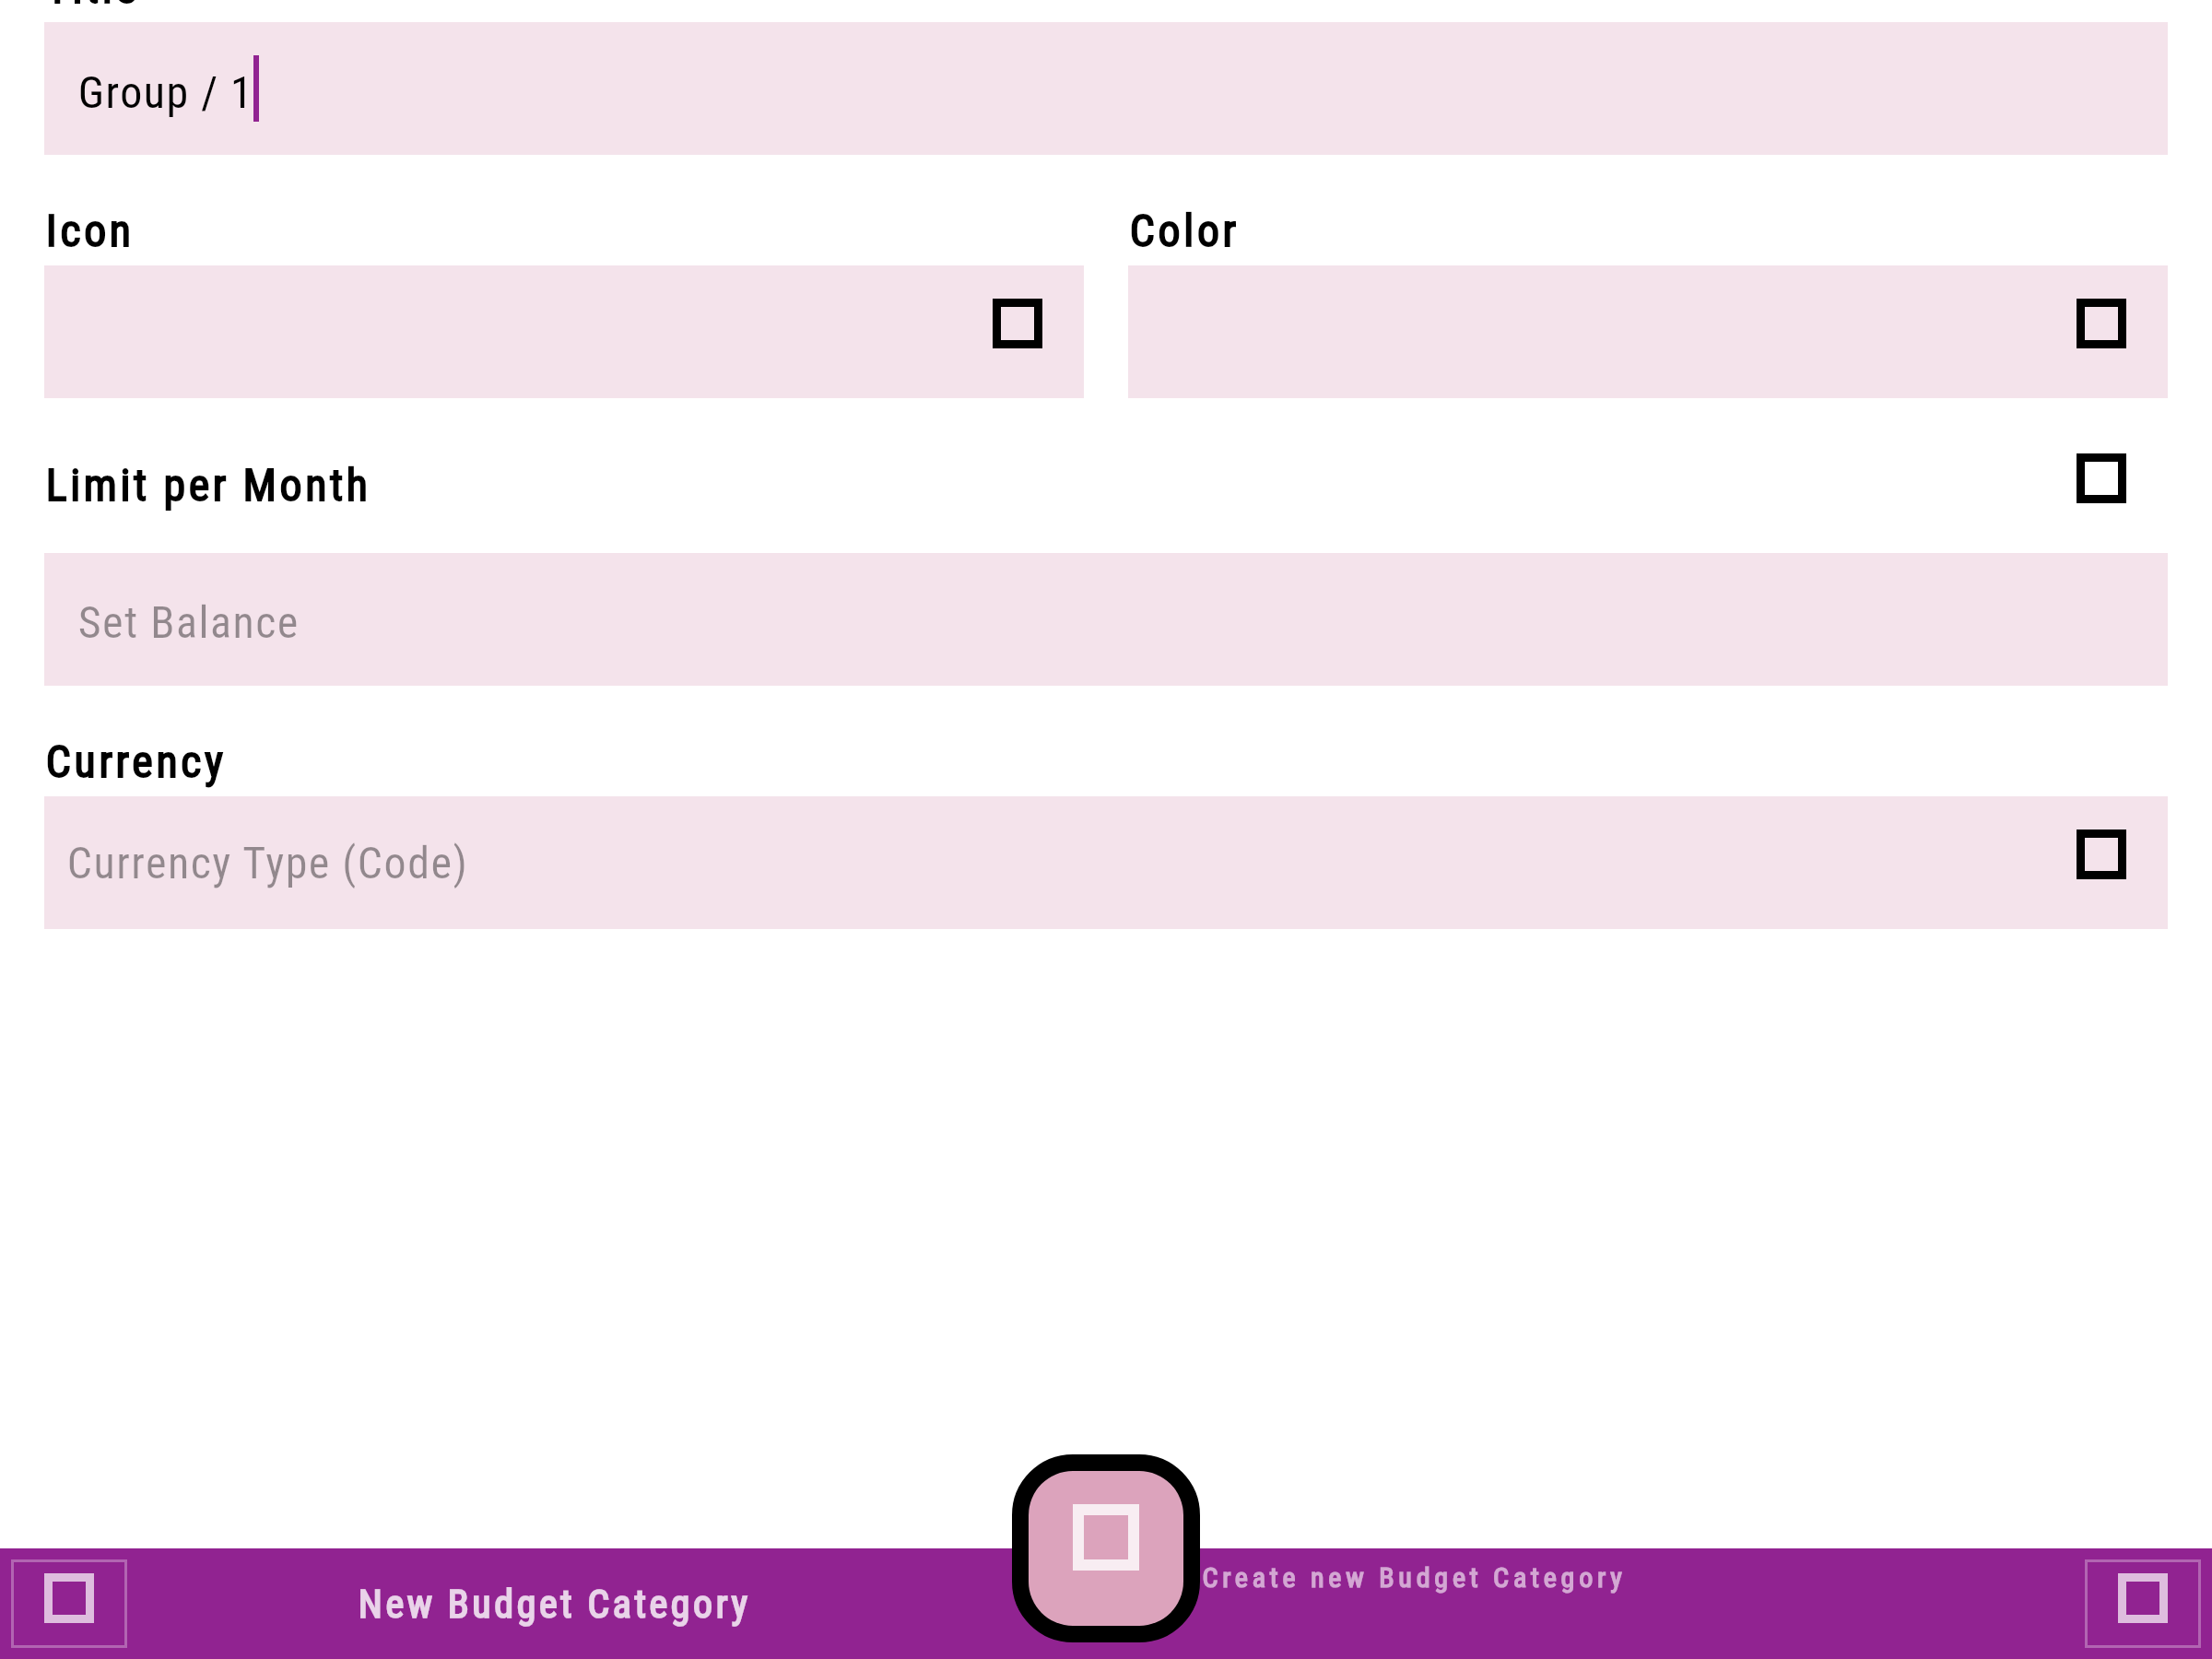 Title
Group / 1
Icon
Color
Limit per Month
Set Balance
Currency
Currency Type (Code)
New Budget Category
Create new Budget Category